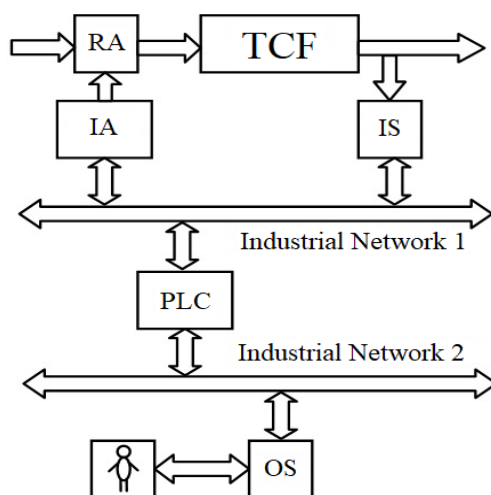 RA
TCF
IA
IS
Industrial Network 1
PLC
Industrial Network 2
OS